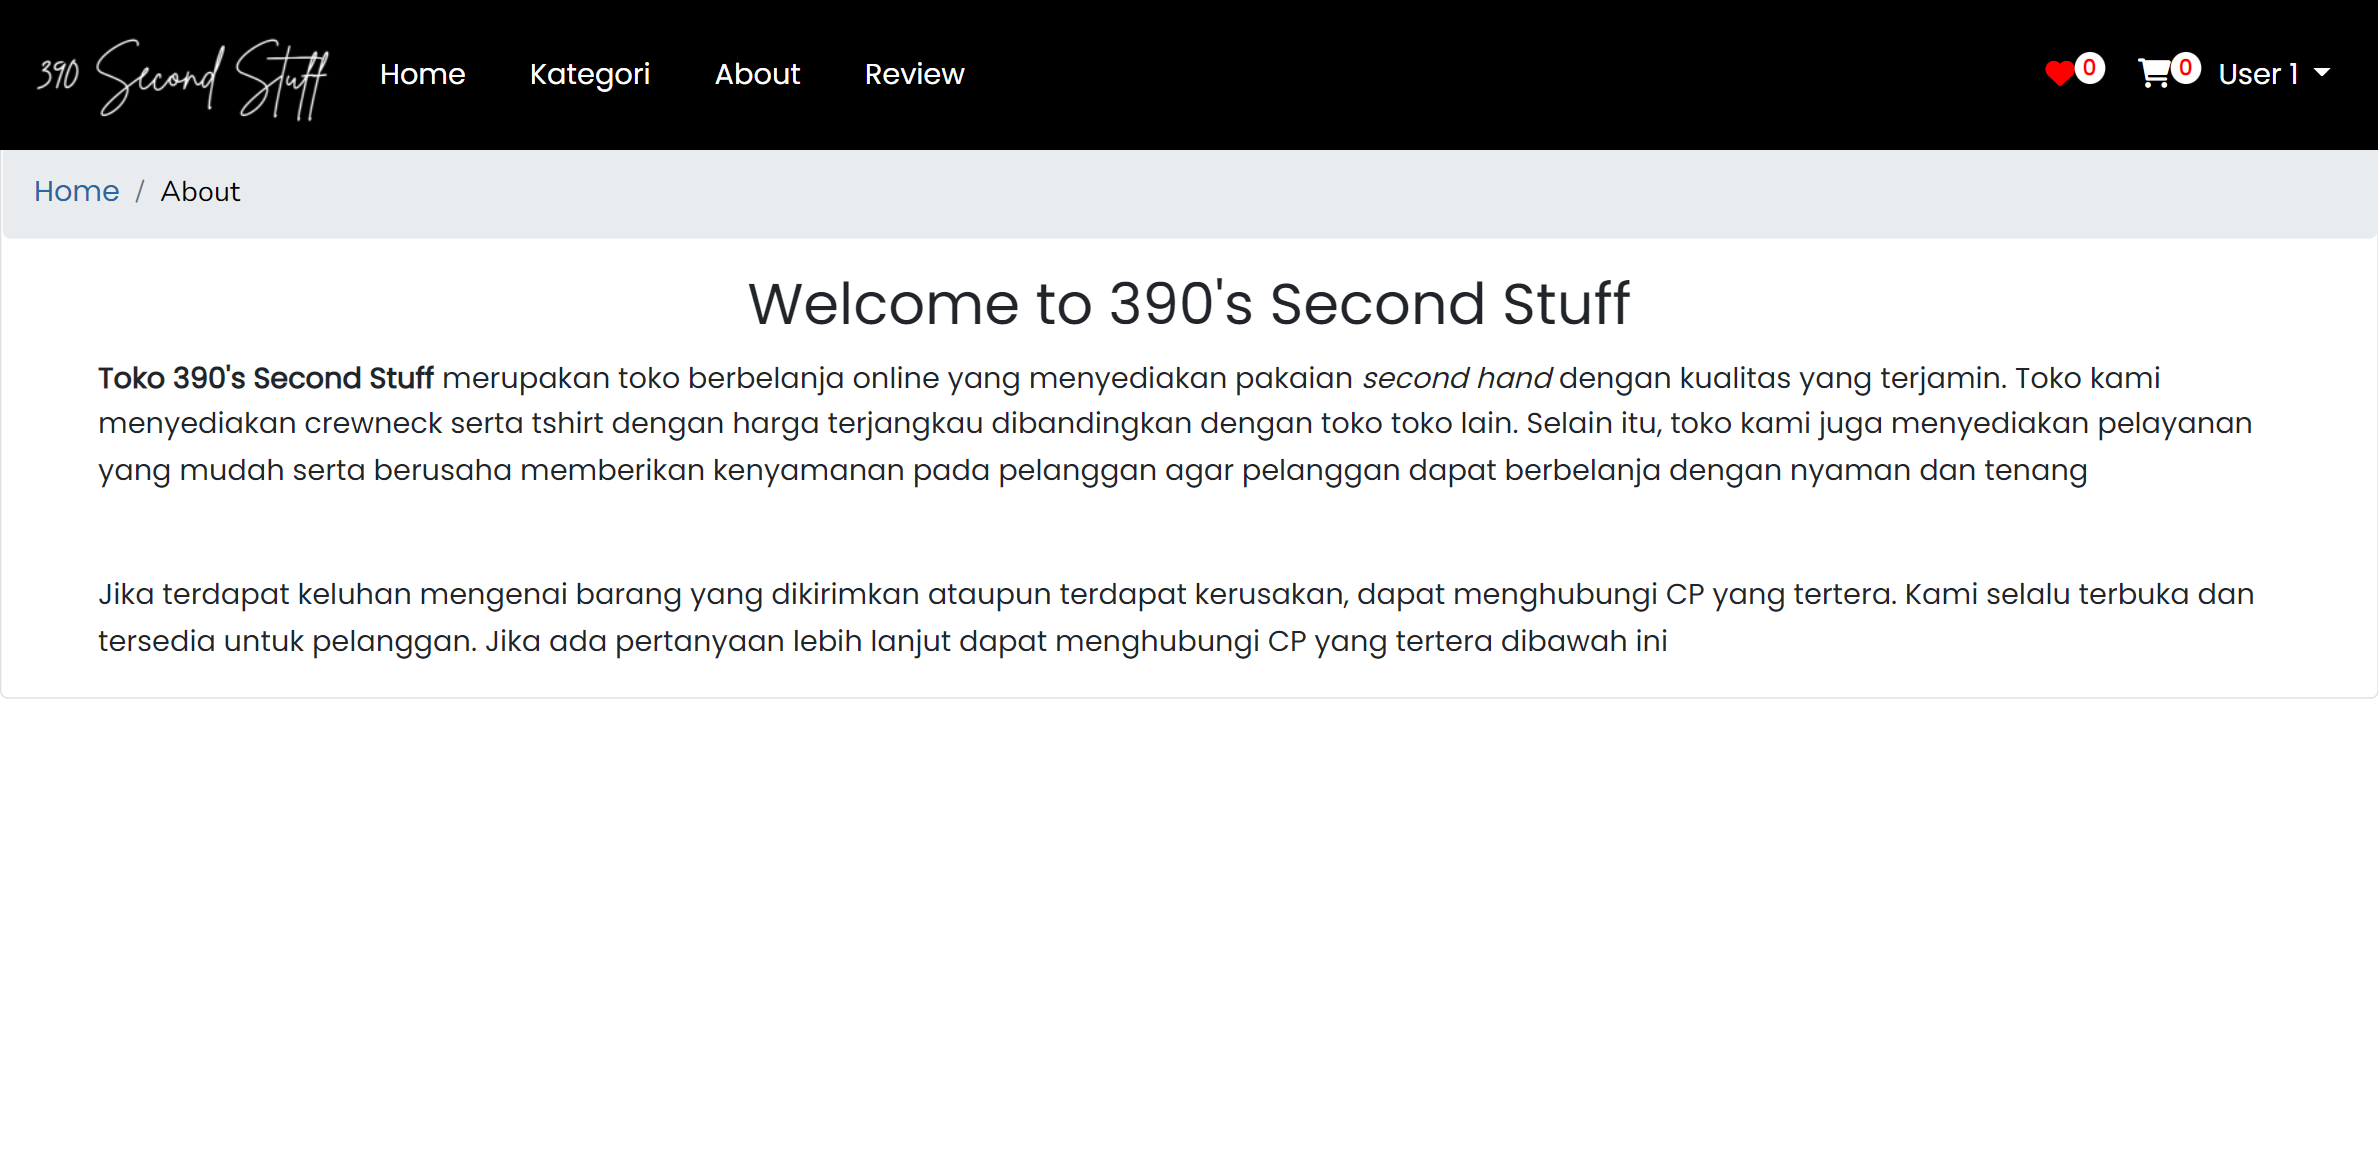 390 Second Stuff Home Kategori About Review 0 0 User 1
Home / About
Welcome to 390's Second Stuff
Toko 390's Second Stuff merupakan toko berbelanja online yang menyediakan pakaian second hand dengan kualitas yang terjamin. Toko kami
menyediakan crewneck serta tshirt dengan harga terjangkau dibandingkan dengan toko toko lain. Selain itu, toko kami juga menyediakan pelayanan
yang mudah serta berusaha memberikan kenyamanan pada pelanggan agar pelanggan dapat berbelanja dengan nyaman dan tenang
Jika terdapat keluhan mengenai barang yang dikirimkan ataupun terdapat kerusakan, dapat menghubungi CP yang tertera. Kami selalu terbuka dan
tersedia untuk pelanggan. Jika ada pertanyaan lebih lanjut dapat menghubungi CP yang tertera dibawah ini